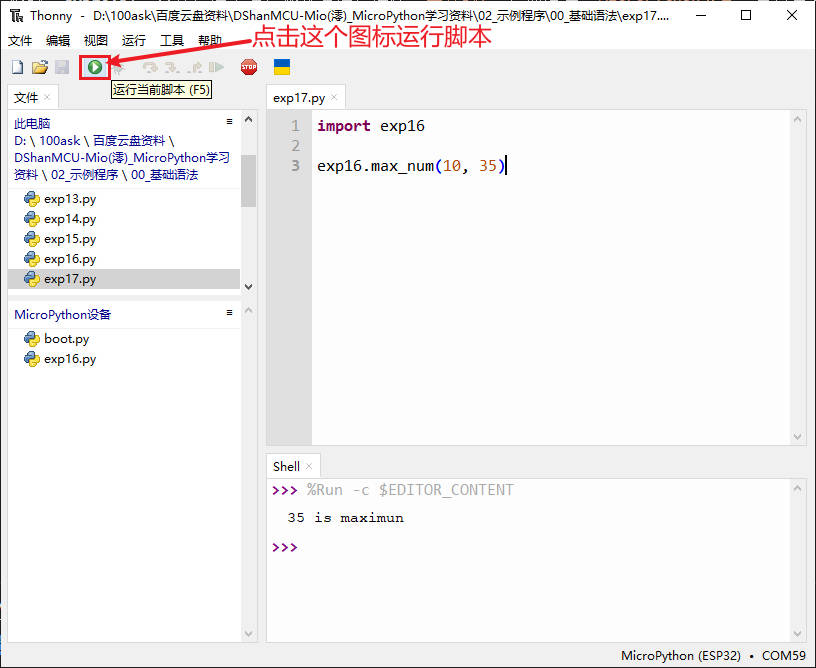 Thonny - D:\100ask\百度云盘资料\DShanMCU-Mio(澪)_MicroPython学习资料\02_示例程序\00_基础语法\exp17....
文件 编辑 视图 运行 工具 帮助
点击这个图标运行脚本
STOP
运行当前脚本 (F5)
文件 ×
此电脑
D: \ 100ask \ 百度云盘资料 \
DShanMCU-Mio(澪)_MicroPython学习
资料 \ 02_示例程序 \ 00_基础语法
exp13.py
exp14.py
exp15.py
exp16.py
exp17.py
MicroPython设备
boot.py
exp16.py
exp17.py ×
1 import exp16
2
3 exp16.max_num(10, 35)
Shell ×
>>> %Run -c $EDITOR_CONTENT
35 is maximun
>>>
MicroPython (ESP32) • COM59